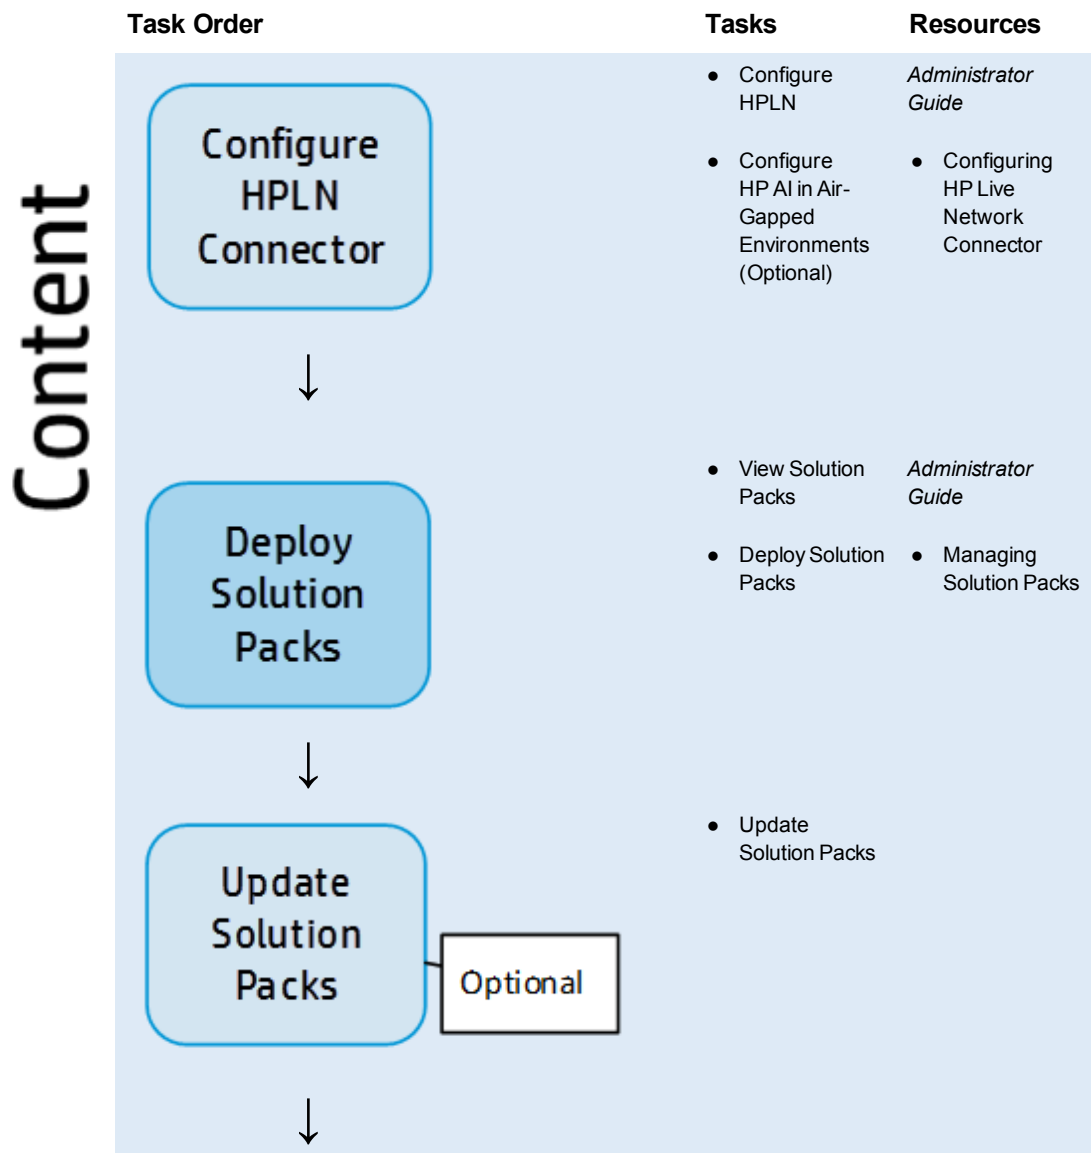 Task Order
Tasks
Resources
Content
Configure
HPLN
Connector
● Configure
HPLN
● Configure
HP AI in Air-
Gapped
Environments
(Optional)
Administrator
Guide
● Configuring
HP Live
Network
Connector
↓
Deploy
Solution
Packs
● View Solution
Packs
● Deploy Solution
Packs
Administrator
Guide
● Managing
Solution Packs
↓
Update
Solution
Packs
Optional
● Update
Solution Packs
↓